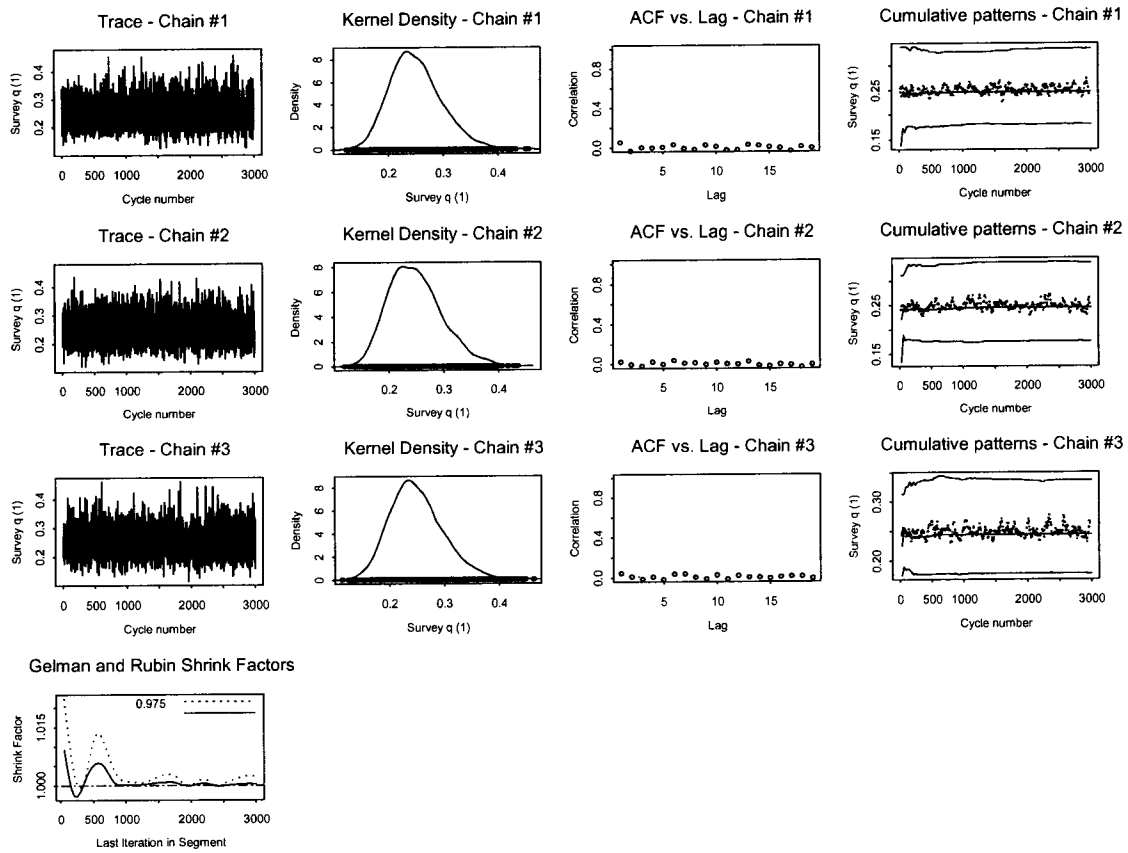 Trace - Chain #1
Kernel Density - Chain #1
ACF vs. Lag - Chain #1
Cumulative patterns - Chain #1
Survey q (1)
0.2 0.3 0.4
0 500 1000 2000 3000
Cycle number
Density
0 2 4 6 8
0.2 0.3 0.4
Survey q (1)
Correlation
0.0 0.4 0.8
5 10 15
Lag
Survey q (1)
0.15 0.25
0 500 1000 2000 3000
Cycle number
Trace - Chain #2
Kernel Density - Chain #2
ACF vs. Lag - Chain #2
Cumulative patterns - Chain #2
Survey q (1)
0.2 0.3 0.4
0 500 1000 2000 3000
Cycle number
Density
0 2 4 6 8
0.2 0.3 0.4
Survey q (1)
Correlation
0.0 0.4 0.8
5 10 15
Lag
Survey q (1)
0.15 0.25
0 500 1000 2000 3000
Cycle number
Trace - Chain #3
Kernel Density - Chain #3
ACF vs. Lag - Chain #3
Cumulative patterns - Chain #3
Survey q (1)
0.2 0.3 0.4
0 500 1000 2000 3000
Cycle number
Density
0 2 4 6 8
0.2 0.3 0.4
Survey q (1)
Correlation
0.0 0.4 0.8
5 10 15
Lag
Survey q (1)
0.20 0.30
0 500 1000 2000 3000
Cycle number
Gelman and Rubin Shrink Factors
0.975
Shrink Factor
1.000 1.015
0 500 1000 2000 3000
Last Iteration in Segment